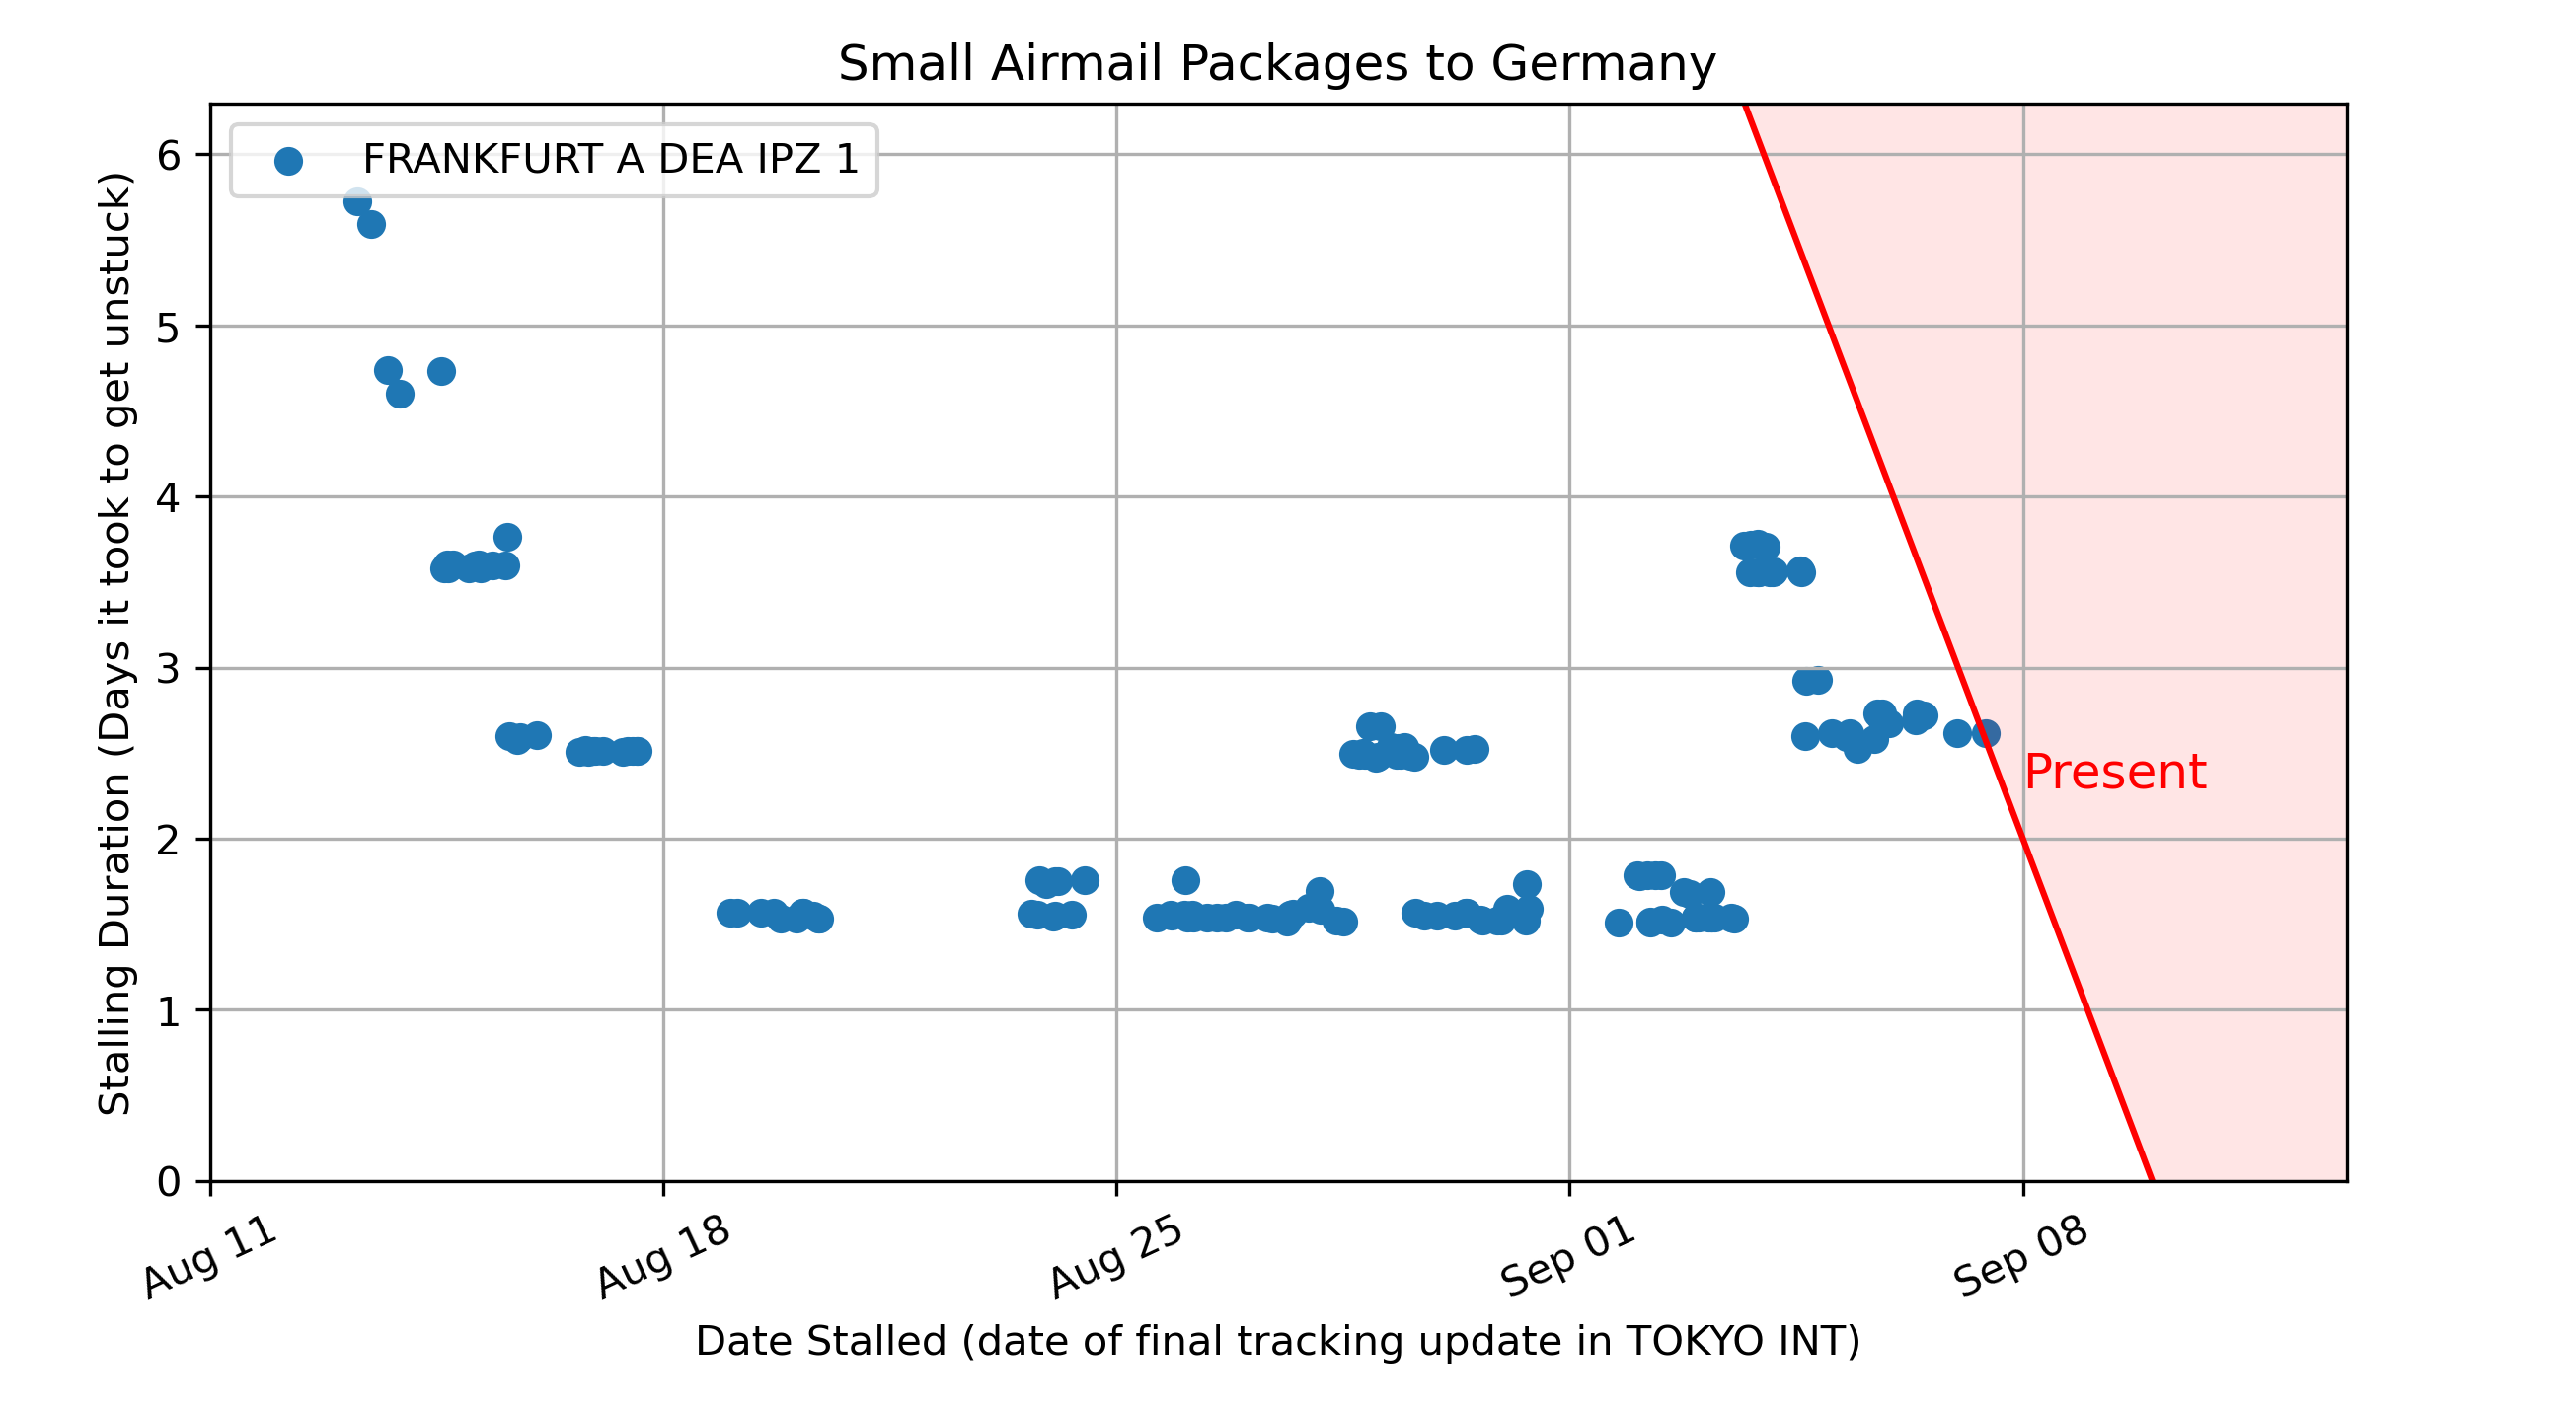 Small Airmail Packages to Germany
FRANKFURT A DEA IPZ 1
Stalling Duration (Days it took to get unstuck)
6
5
4
3
2
1
0
Present
Aug 11
Aug 18
Aug 25
Sep 01
Sep 08
Date Stalled (date of final tracking update in TOKYO INT)